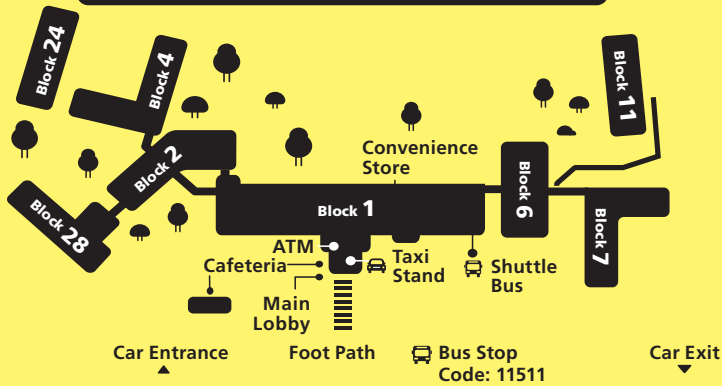 Block 24
Block 4
Block 11
Convenience
Store
Block 2
Block 28
Block 1
Block 6
Block 7
ATM
Cafeteria
Taxi
Stand
Shuttle
Bus
Main
Lobby
Car Entrance
Foot Path
Bus Stop
Code: 11511
Car Exit